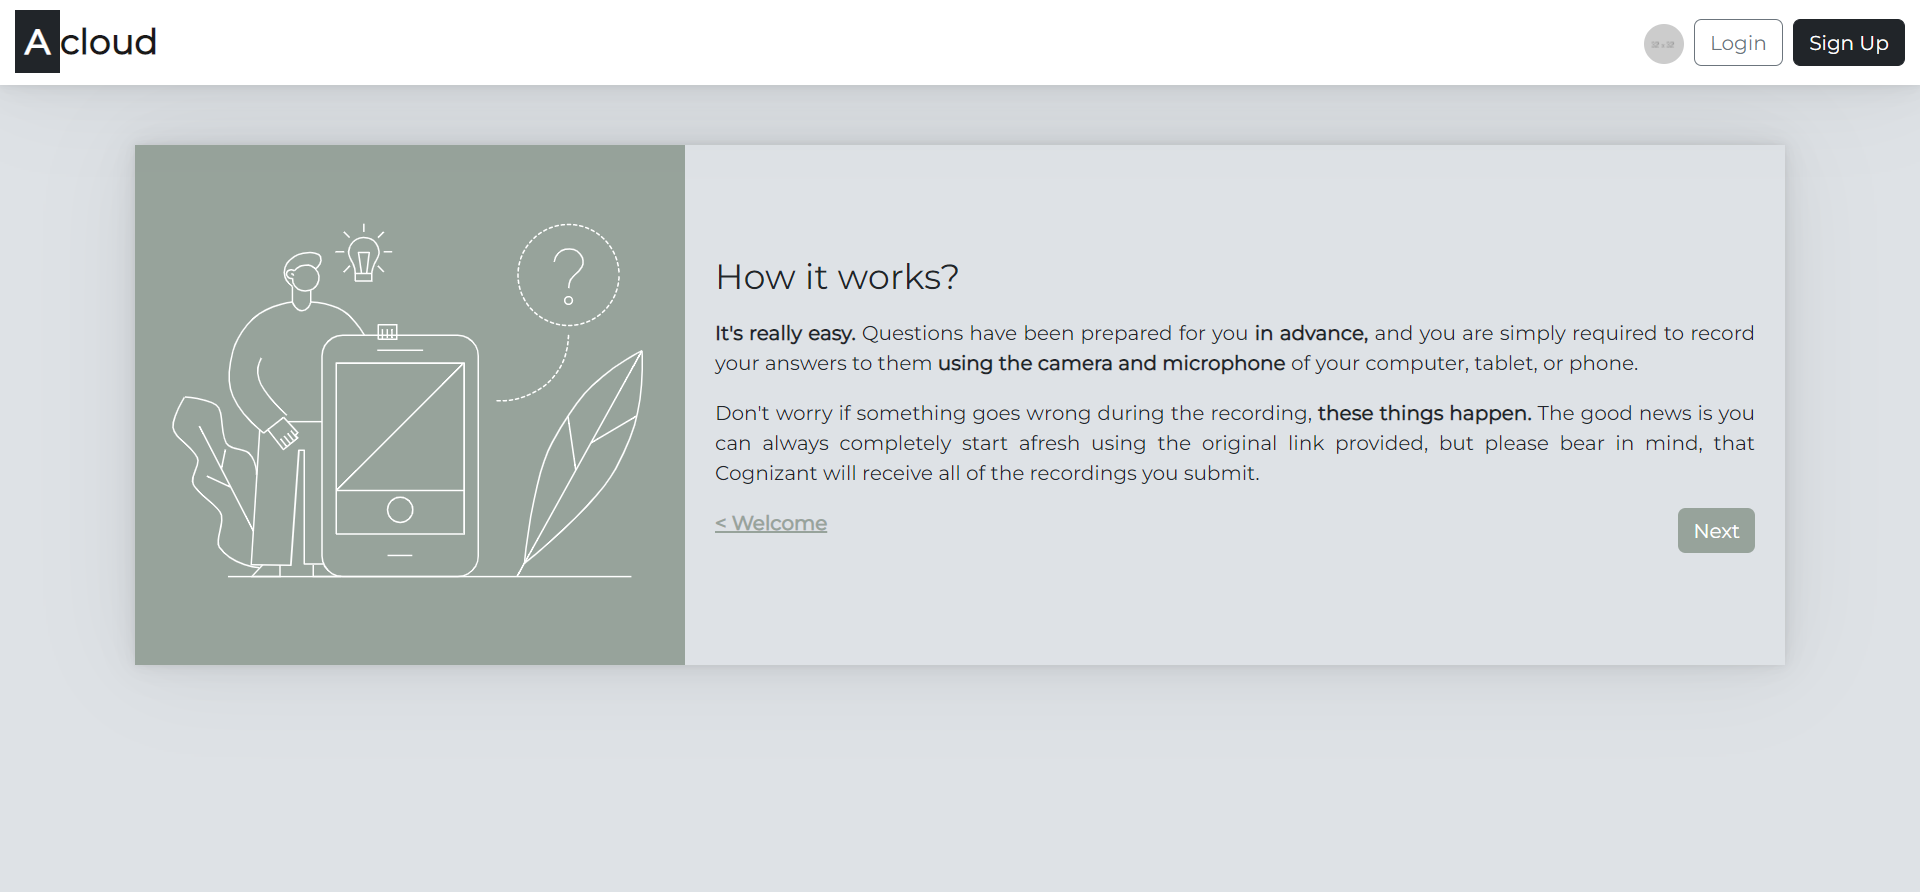 A cloud
Login
Sign Up
How it works?
It's really easy. Questions have been prepared for you in advance, and you are simply required to record
your answers to them using the camera and microphone of your computer, tablet, or phone.
Don't worry if something goes wrong during the recording, these things happen. The good news is you
can always completely start afresh using the original link provided, but please bear in mind, that
Cognizant will receive all of the recordings you submit.
< Welcome
Next
?